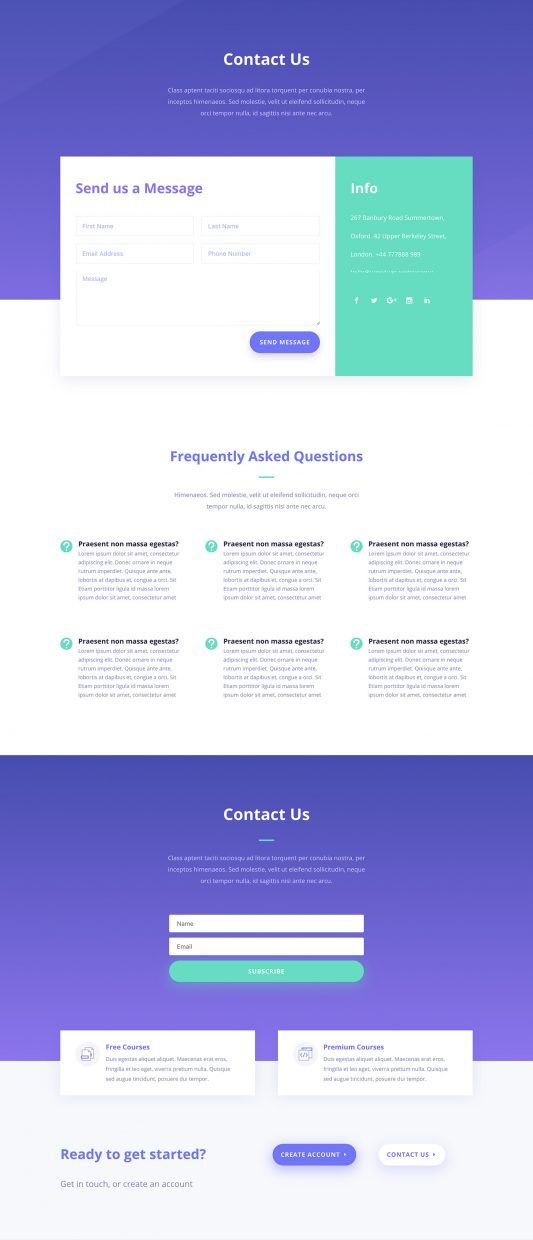 Contact Us
Class aptent taciti sociosqu ad litora torquent per conubia nostra, per
inceptos himenaeos. Sed molestie, velit ut eleifend sollicitudin, neque
orci tempor nulla, id sagittis nisi ante nec arcu.
Send us a Message
First Name
Last Name
Email Address
Phone Number
Message
SEND MESSAGE
Info
267 Banbury Road Summertown,
Oxford. 82 Upper Berkeley Street,
London. +44 777888 989
Frequently Asked Questions
Himenaeos. Sed molestie, velit ut eleifend sollicitudin, neque orci
tempor nulla, id sagittis nisi ante nec arcu.
Praesent non massa egestas?
Lorem ipsum dolor sit amet, consectetur
adipiscing elit. Donec ornare in neque
rutrum imperdiet. Quisque ante ante,
lobortis at dapibus et, congue a orci. Sit
Etiam porttitor ligula id massa lorem
ipsum dolor sit amet, consectetur amet
Praesent non massa egestas?
Lorem ipsum dolor sit amet, consectetur
adipiscing elit. Donec ornare in neque
rutrum imperdiet. Quisque ante ante,
lobortis at dapibus et, congue a orci. Sit
Etiam porttitor ligula id massa lorem
ipsum dolor sit amet, consectetur amet
Praesent non massa egestas?
Lorem ipsum dolor sit amet, consectetur
adipiscing elit. Donec ornare in neque
rutrum imperdiet. Quisque ante ante,
lobortis at dapibus et, congue a orci. Sit
Etiam porttitor ligula id massa lorem
ipsum dolor sit amet, consectetur amet
Praesent non massa egestas?
Lorem ipsum dolor sit amet, consectetur
adipiscing elit. Donec ornare in neque
rutrum imperdiet. Quisque ante ante,
lobortis at dapibus et, congue a orci. Sit
Etiam porttitor ligula id massa lorem
ipsum dolor sit amet, consectetur amet
Praesent non massa egestas?
Lorem ipsum dolor sit amet, consectetur
adipiscing elit. Donec ornare in neque
rutrum imperdiet. Quisque ante ante,
lobortis at dapibus et, congue a orci. Sit
Etiam porttitor ligula id massa lorem
ipsum dolor sit amet, consectetur amet
Praesent non massa egestas?
Lorem ipsum dolor sit amet, consectetur
adipiscing elit. Donec ornare in neque
rutrum imperdiet. Quisque ante ante,
lobortis at dapibus et, congue a orci. Sit
Etiam porttitor ligula id massa lorem
ipsum dolor sit amet, consectetur amet
Contact Us
Class aptent taciti sociosqu ad litora torquent per conubia nostra, per
inceptos himenaeos. Sed molestie, velit ut eleifend sollicitudin, neque
orci tempor nulla, id sagittis nisi ante nec arcu.
Name
Email
SUBSCRIBE
Free Courses
Duis egestas aliquet aliquet. Maecenas erat eros,
fringilla et leo eget, viverra pretium nulla. Quisque
sed augue tincidunt, posuere dui tempor.
Premium Courses
Duis egestas aliquet aliquet. Maecenas erat eros,
fringilla et leo eget, viverra pretium nulla. Quisque
sed augue tincidunt, posuere dui tempor.
Ready to get started?
Get in touch, or create an account
CREATE ACCOUNT
CONTACT US